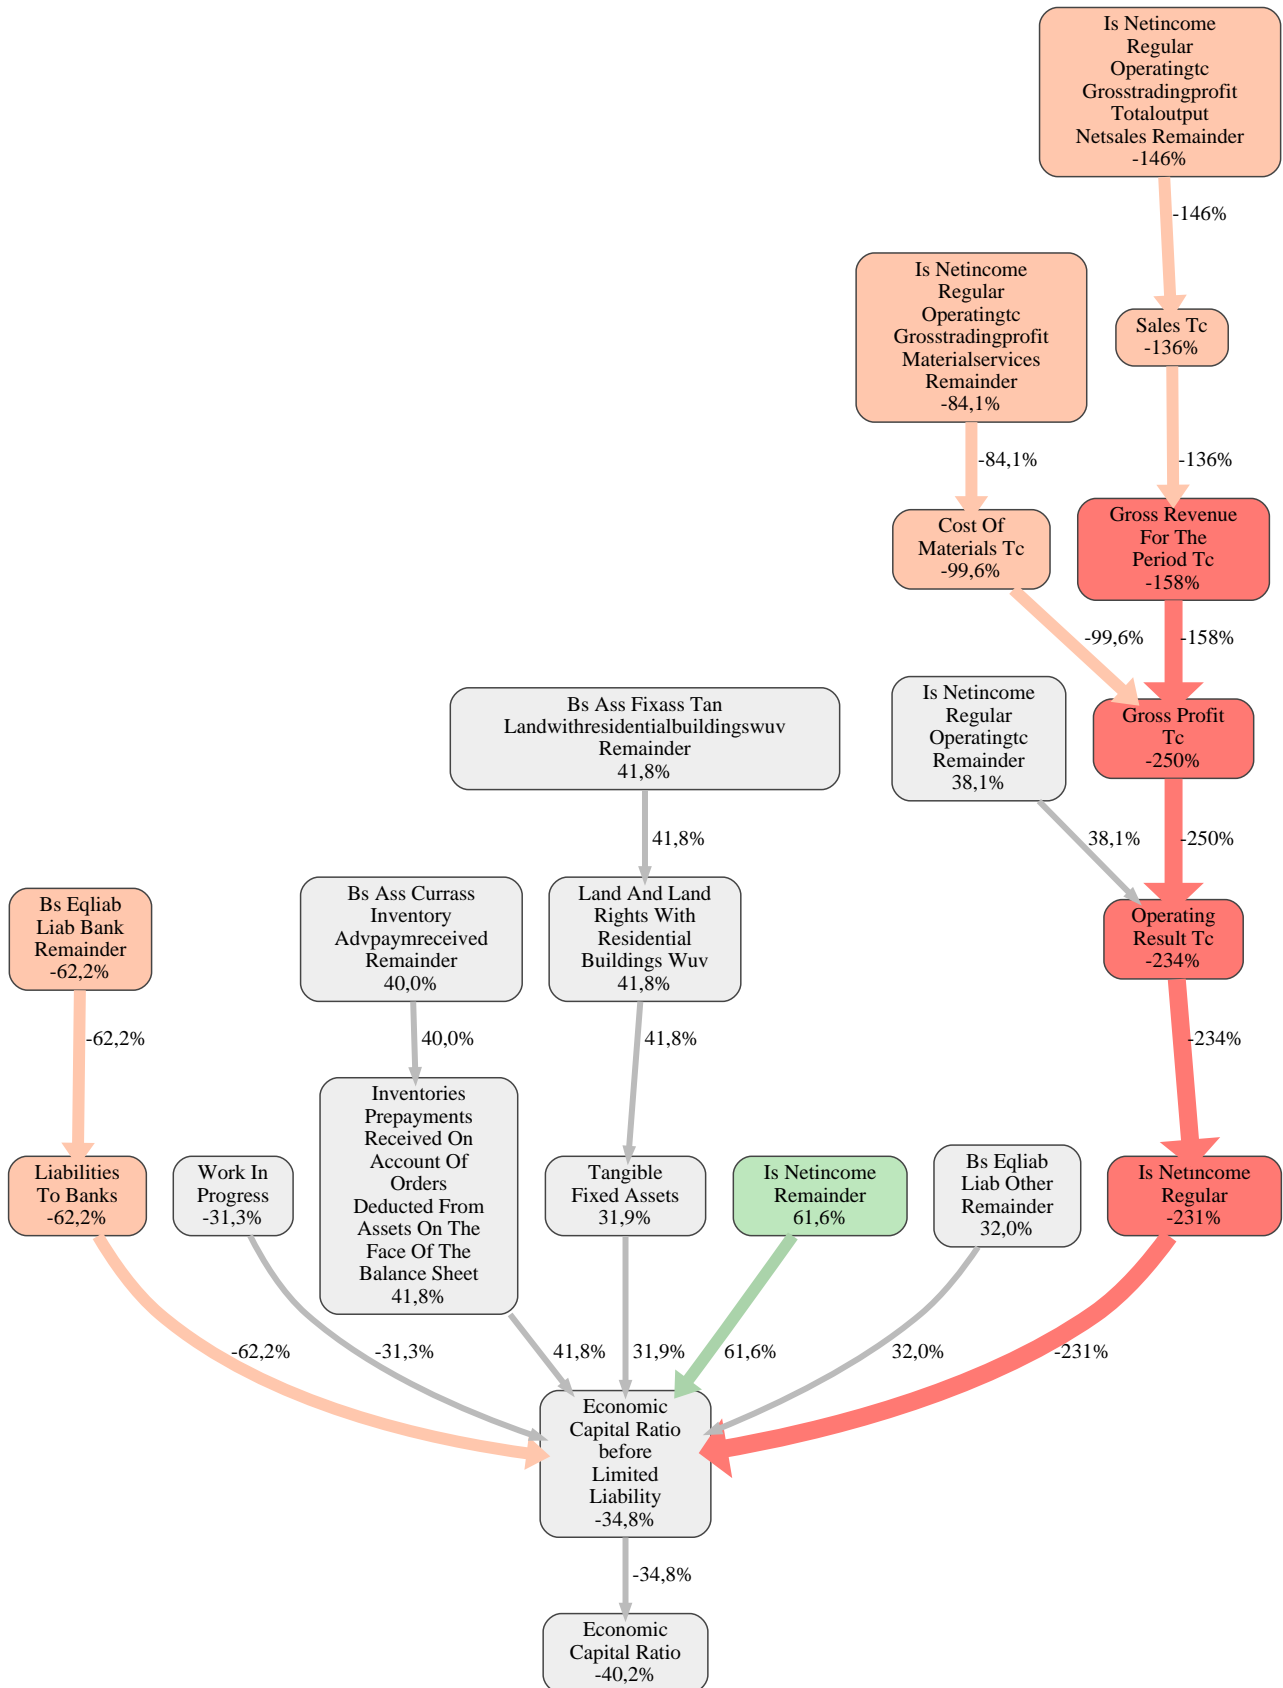 Is Netincome
Regular
Operatingtc
Grosstradingprofit
Totaloutput
Netsales Remainder
-146%
-146%
Is Netincome
Regular
Operatingtc
Grosstradingprofit
Materialservices
Remainder
-84,1%
Sales Tc
-136%
-84,1%
-136%
Cost Of
Materials Tc
-99,6%
Gross Revenue
For The
Period Tc
-158%
-99,6%
-158%
Bs Ass Fixass Tan
Landwithresidentialbuildingswuv
Remainder
41,8%
Is Netincome
Regular
Operatingtc
Remainder
38,1%
Gross Profit
Tc
-250%
41,8%
38,1%
-250%
Bs Eqliab
Liab Bank
Remainder
-62,2%
Bs Ass Currass
Inventory
Advpaymreceived
Remainder
40,0%
Land And Land
Rights With
Residential
Buildings Wuv
41,8%
Operating
Result Tc
-234%
-62,2%
40,0%
41,8%
-234%
Liabilities
To Banks
-62,2%
Work In
Progress
-31,3%
Inventories
Prepayments
Received On
Account Of
Orders
Deducted From
Assets On The
Face Of The
Balance Sheet
41,8%
Tangible
Fixed Assets
31,9%
Is Netincome
Remainder
61,6%
Bs Eqliab
Liab Other
Remainder
32,0%
Is Netincome
Regular
-231%
-62,2%
-31,3%
41,8%
31,9%
61,6%
32,0%
-231%
Economic
Capital Ratio
before
Limited
Liability
-34,8%
-34,8%
Economic
Capital Ratio
-40,2%